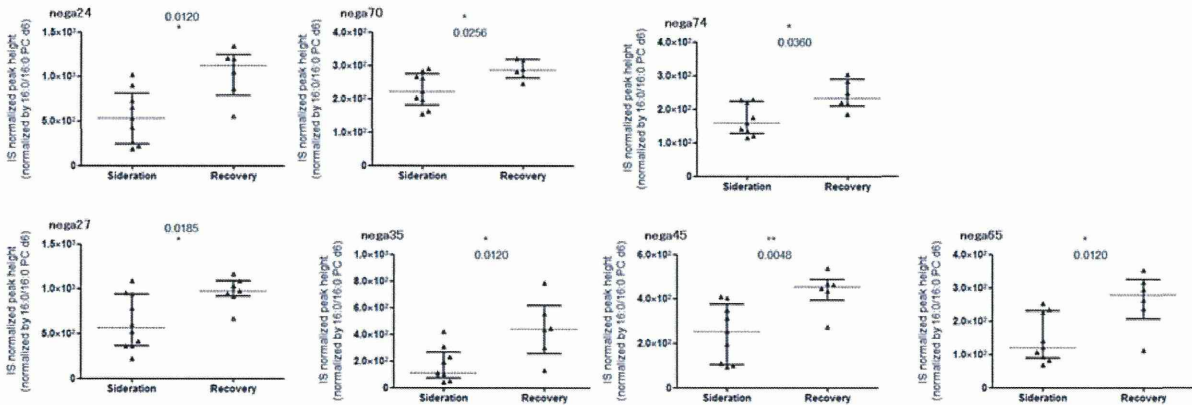 nega24
0.0120
*
IS normalized peak height
(normalized by 16:0/16:0 PC d6)
1.5×10³
1.0×10³
5.0×10²
0
Sideration Recovery
nega70
*
0.0256
IS normalized peak height
(normalized by 16:0/16:0 PC d6)
4.0×10²
3.0×10²
2.0×10²
1.0×10²
0
Sideration Recovery
nega74
*
0.0360
IS normalized peak height
(normalized by 16:0/16:0 PC d6)
4.0×10²
3.0×10²
2.0×10²
1.0×10²
0
Sideration Recovery
nega27
0.0185
*
IS normalized peak height
(normalized by 16:0/16:0 PC d6)
1.5×10³
1.0×10³
5.0×10²
0
Sideration Recovery
nega35
*
0.0120
IS normalized peak height
(normalized by 16:0/16:0 PC d6)
1.0×10³
8.0×10²
6.0×10²
4.0×10²
2.0×10²
0
Sideration Recovery
nega45
**
0.0048
IS normalized peak height
(normalized by 16:0/16:0 PC d6)
6.0×10²
4.0×10²
2.0×10²
0
Sideration Recovery
nega65
*
0.0120
IS normalized peak height
(normalized by 16:0/16:0 PC d6)
4.0×10²
3.0×10²
2.0×10²
1.0×10²
0
Sideration Recovery